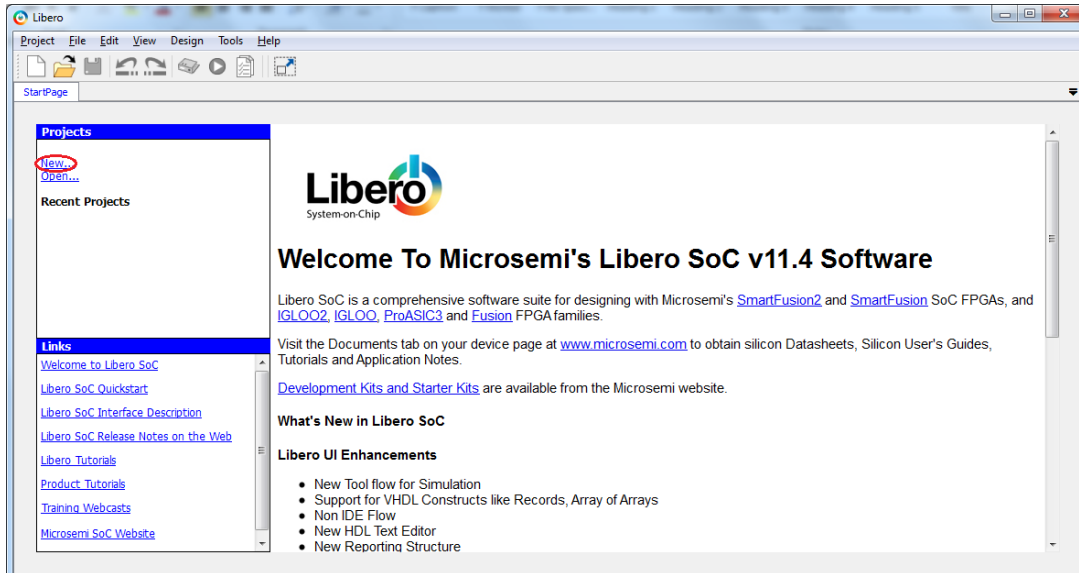 Libero
Project File Edit View Design Tools Help
StartPage
Projects
New...
Open...
Recent Projects
Links
Welcome to Libero SoC
Libero SoC Quickstart
Libero SoC Interface Description
Libero SoC Release Notes on the Web
Libero Tutorials
Product Tutorials
Training Webcasts
Microsemi SoC Website
Libero
System-on-Chip
Welcome To Microsemi's Libero SoC v11.4 Software
Libero SoC is a comprehensive software suite for designing with Microsemi's SmartFusion2 and SmartFusion SoC FPGAs, and
IGLOO2, IGLOO, ProASIC3 and Fusion FPGA families.
Visit the Documents tab on your device page at www.microsemi.com to obtain silicon Datasheets, Silicon User's Guides,
Tutorials and Application Notes.
Development Kits and Starter Kits are available from the Microsemi website.
What's New in Libero SoC
Libero UI Enhancements
• New Tool flow for Simulation
• Support for VHDL Constructs like Records, Array of Arrays
• Non IDE Flow
• New HDL Text Editor
• New Reporting Structure